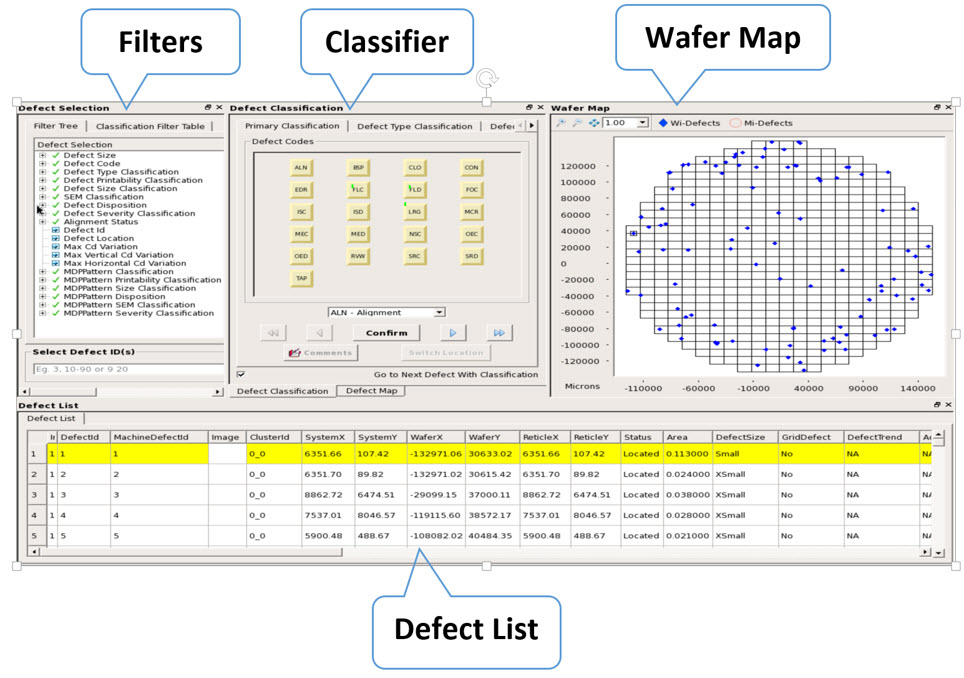 Filters
Classifier
Wafer Map
Defect Selection
Filter Tree
Classification Filter Table
Defect Selection
Defect Size
Defect Code
Defect Type Classification
Defect Printability Classification
Defect Size Classification
SEM Classification
Defect Disposition
Defect Severity Classification
Alignment Status
Defect Id
Defect Location
Max Cd Variation
Max Vertical Cd Variation
Max Horizontal Cd Variation
MDPPattern Classification
MDPPattern Printability Classification
MDPPattern Size Classification
MDPPattern Disposition
MDPPattern SEM Classification
MDPPattern Severity Classification
Select Defect ID(s)
Eg. 3, 10-90 or 9 20
Defect Classification
Primary Classification
Defect Type Classification
Defec
Defect Codes
ALN BSP CLO CON
EDR FLC FLD FOC
ISC ISD LRG MCR
MEC MED NSC OEC
OED RVW SRC SRD
TAP
ALN - Alignment
Confirm
Comments
Switch Location
Go to Next Defect With Classification
Defect Classification
Defect Map
Wafer Map
1.00
Wi-Defects
Mi-Defects
120000
100000
80000
60000
40000
20000
0
-20000
-40000
-60000
-80000
-100000
-120000
Microns -110000 -60000 -10000 40000 90000 140000
Defect List
Defect List
Ir DefectId MachineDefectId Image ClusterId SystemX SystemY WaferX WaferY ReticleX ReticleY Status Area DefectSize GridDefect DefectTrend
1 1 1 1 0_0 6351.66 107.42 -132971.06 30633.02 6351.66 107.42 Located 0.113000 Small No NA NA
2 1 2 2 0_0 6351.70 89.82 -132971.02 30615.42 6351.70 89.82 Located 0.024000 XSmall No NA NA
3 1 3 3 0_0 8862.72 6474.51 -29099.15 37000.11 8862.72 6474.51 Located 0.038000 XSmall No NA NA
4 1 4 4 0_0 7537.01 8046.57 -119115.60 38572.17 7537.01 8046.57 Located 0.028000 XSmall No NA NA
5 1 5 5 0_0 5900.48 488.67 -108082.02 40484.35 5900.48 488.67 Located 0.021000 XSmall No NA NA
Defect List